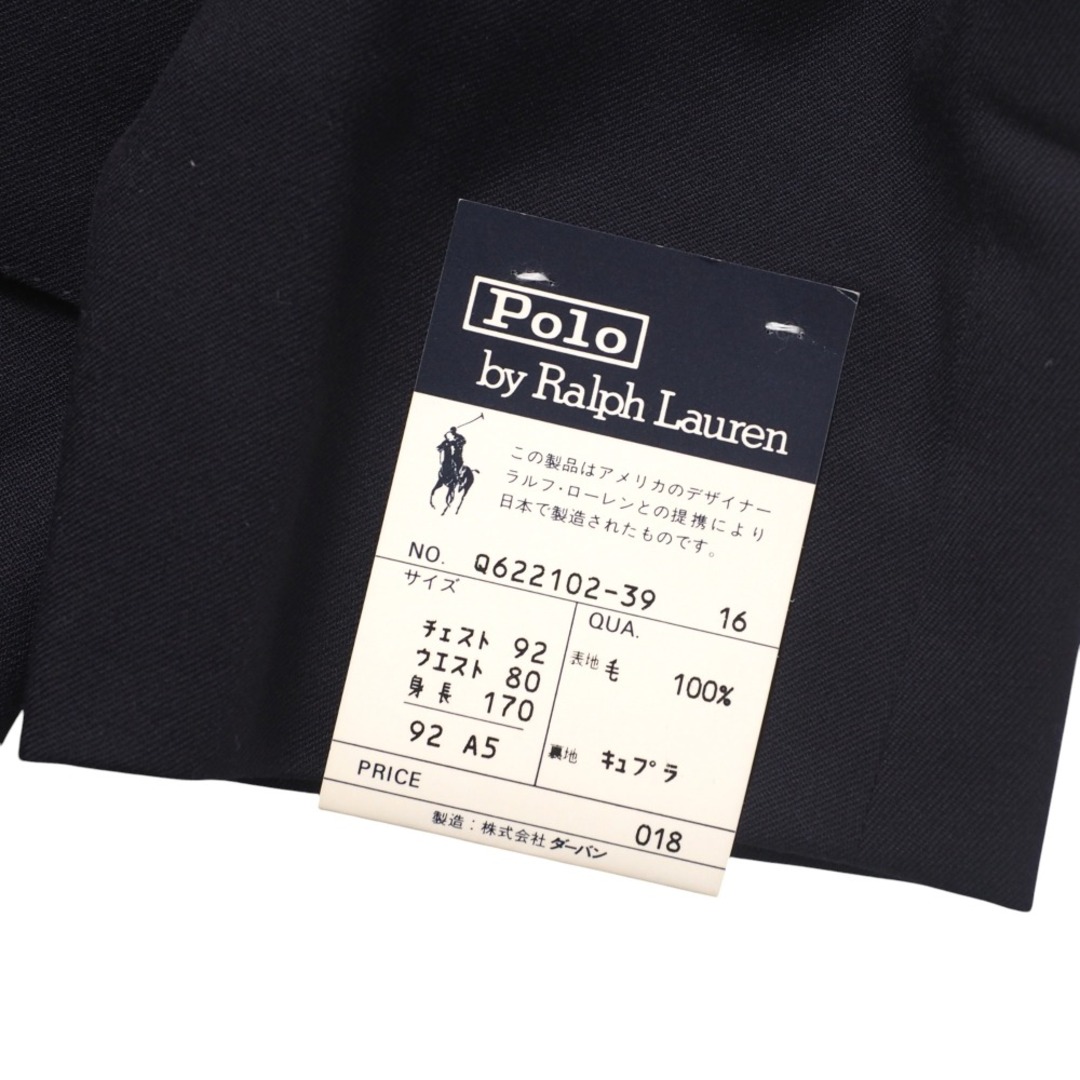 Polo
by Ralph Lauren
この製品はアメリカのデザイナー
ラルフ・ローレンとの提携により
日本で製造されたものです。
NO. Q622102-39 16
サイズ
チェスト 92
ウエスト 80
身長 170
92 A5
QUA.
表地 毛 100%
裏地 キュプラ
PRICE
018
製造：株式会社 ダーバン